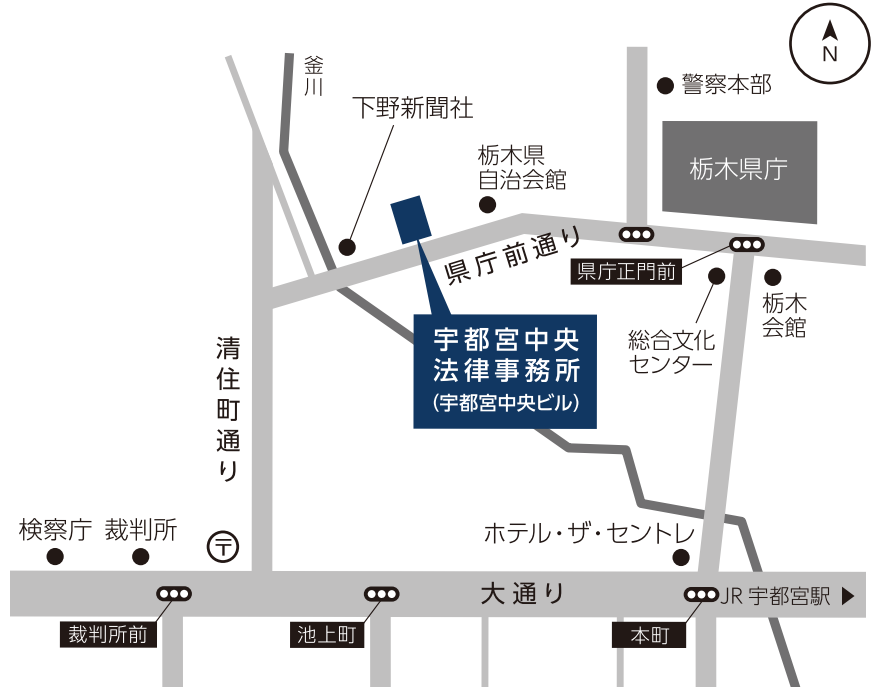 N
釜川
警察本部
下野新聞社
栃木県
自治会館
栃木県庁
県庁前通り
県庁正門前
栃木
会館
総合文化
センター
宇都宮中央
法律事務所
(宇都宮中央ビル)
清住町通り
検察庁
裁判所
〒
ホテル・ザ・セントレ
大通り
JR 宇都宮駅
裁判所前
池上町
本町